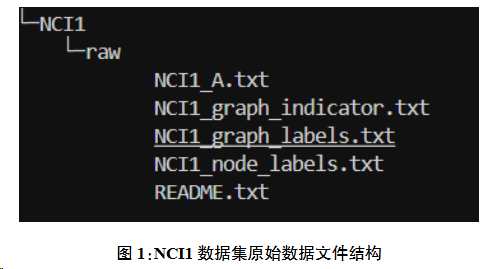 NCI1
raw
NCI1_A.txt
NCI1_graph_indicator.txt
NCI1_graph_labels.txt
NCI1_node_labels.txt
README.txt
图 1:NCI1 数据集原始数据文件结构